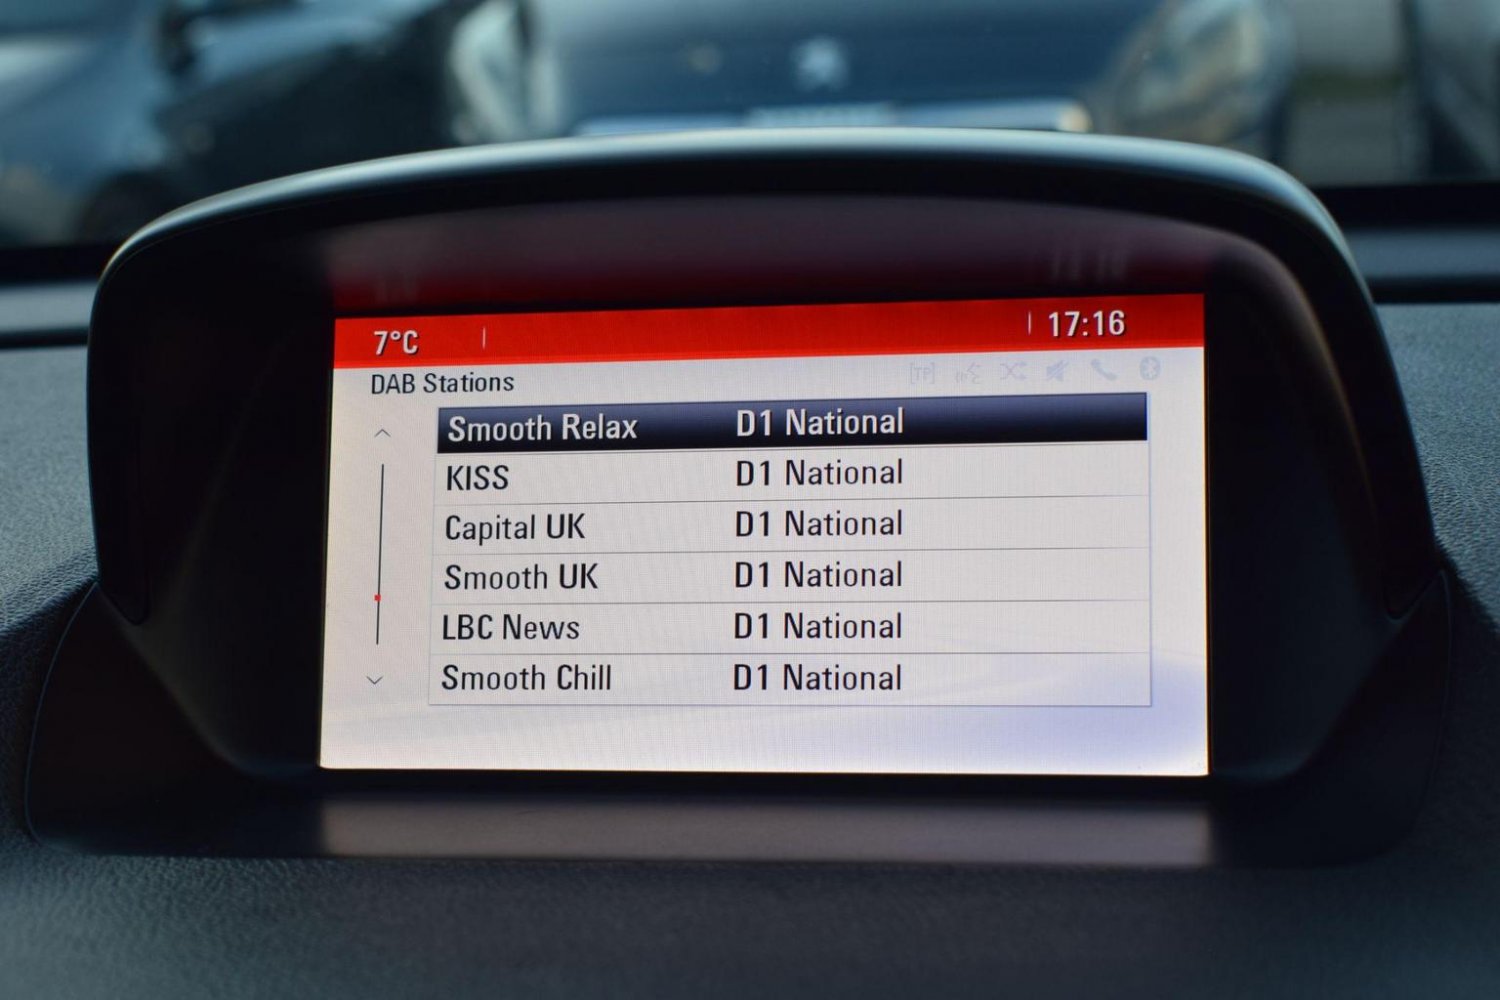 7°C 17:16
DAB Stations [TP]
Smooth Relax D1 National
KISS D1 National
Capital UK D1 National
Smooth UK D1 National
LBC News D1 National
Smooth Chill D1 National